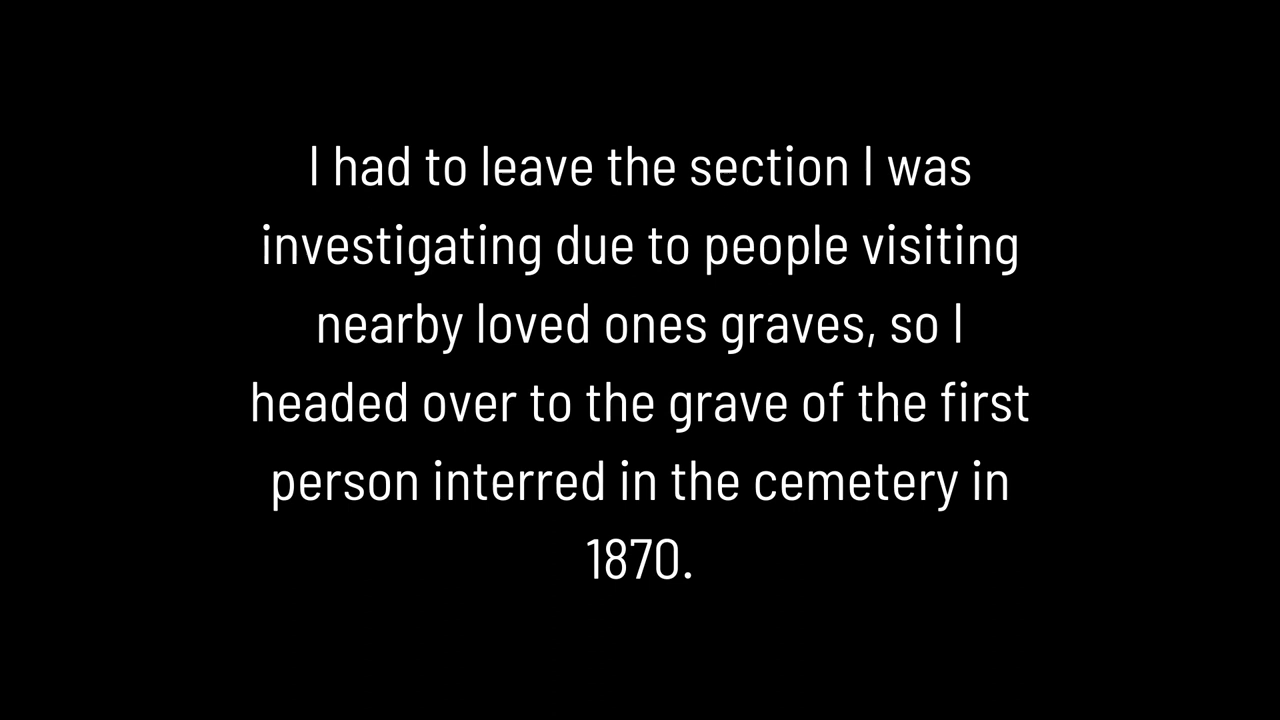 I had to leave the section I was
investigating due to people visiting
nearby loved ones graves, so I
headed over to the grave of the first
person interred in the cemetery in
1870.